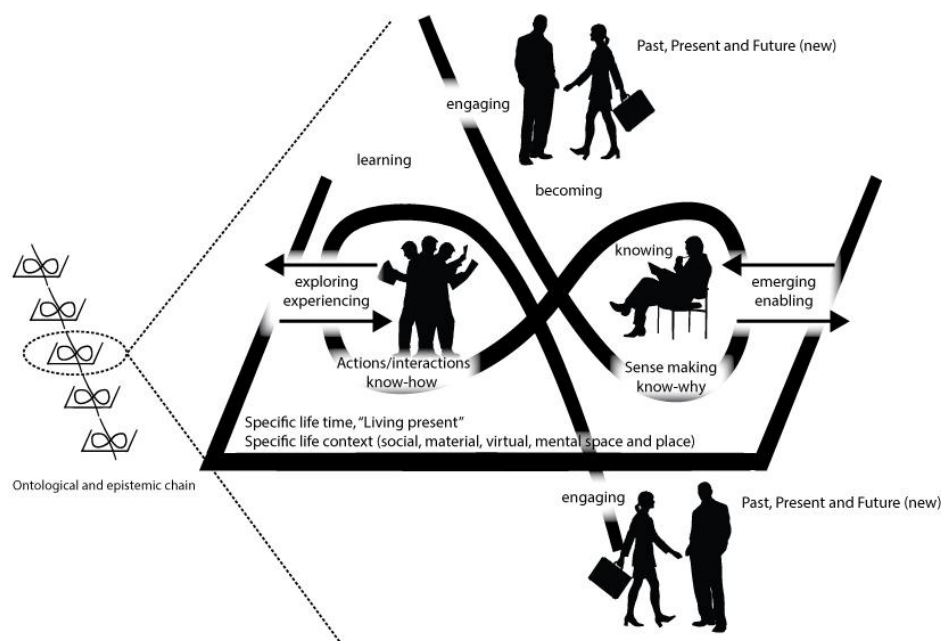 Past, Present and Future (new)
engaging
learning
becoming
knowing
exploring
experiencing
emerging
enabling
Actions/interactions
know-how
Sense making
know-why
Specific life time, “Living present”
Specific life context (social, material, virtual, mental space and place)
Ontological and epistemic chain
engaging
Past, Present and Future (new)